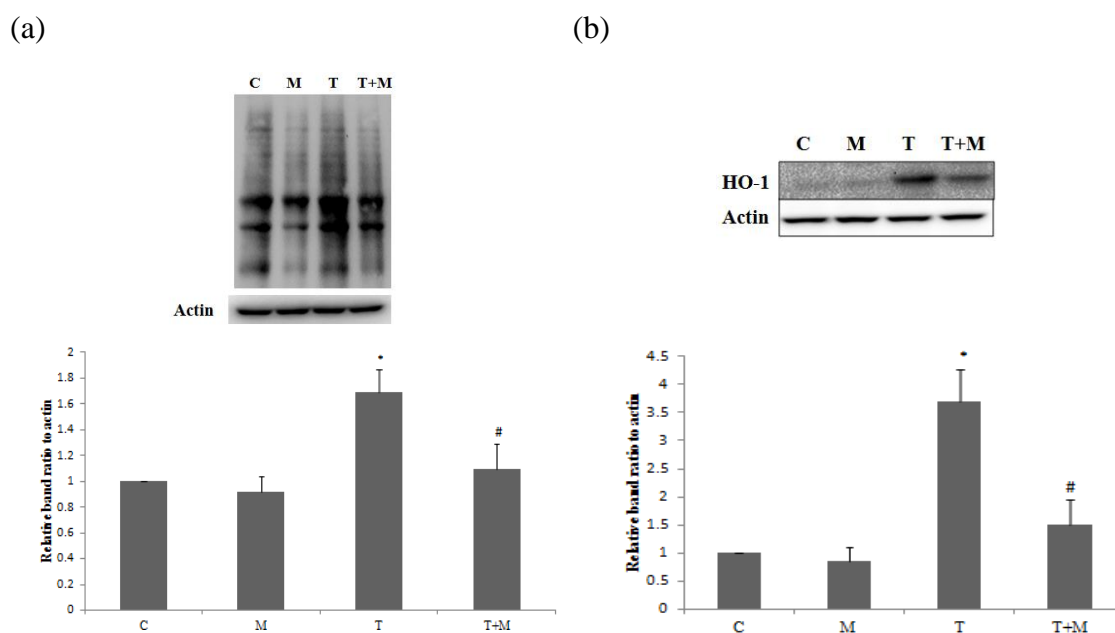 (a)
(b)
C M T T+M
Actin
C M T T+M
HO-1
Actin
Relative band ratio to actin
2
1.8
1.6
1.4
1.2
1
0.8
0.6
0.4
0.2
0
*
#
C M T T+M
Relative band ratio to actin
4.5
4
3.5
3
2.5
2
1.5
1
0.5
0
*
#
C M T T+M